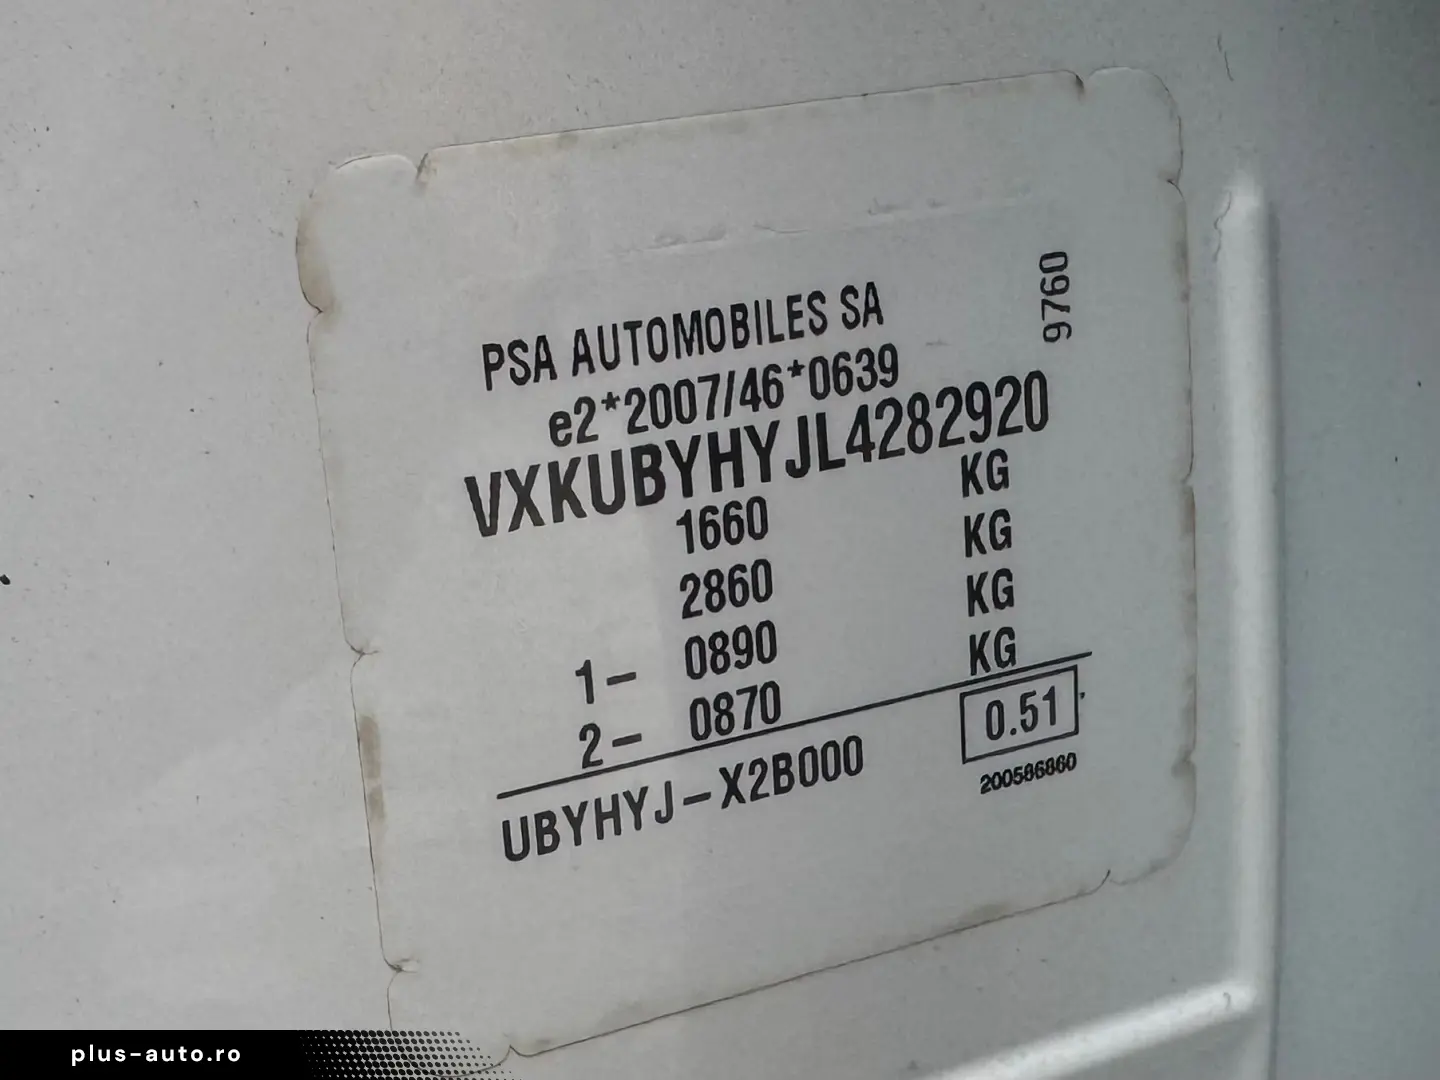 PSA AUTOMOBILES SA
9760
e2*2007/46*0639
VXKUBYHYJL4282920
1660 KG
2860 KG
1- 0890 KG
2- 0870 KG
0.51
UBYHYJ-X2B000
200586860
plus-auto.ro